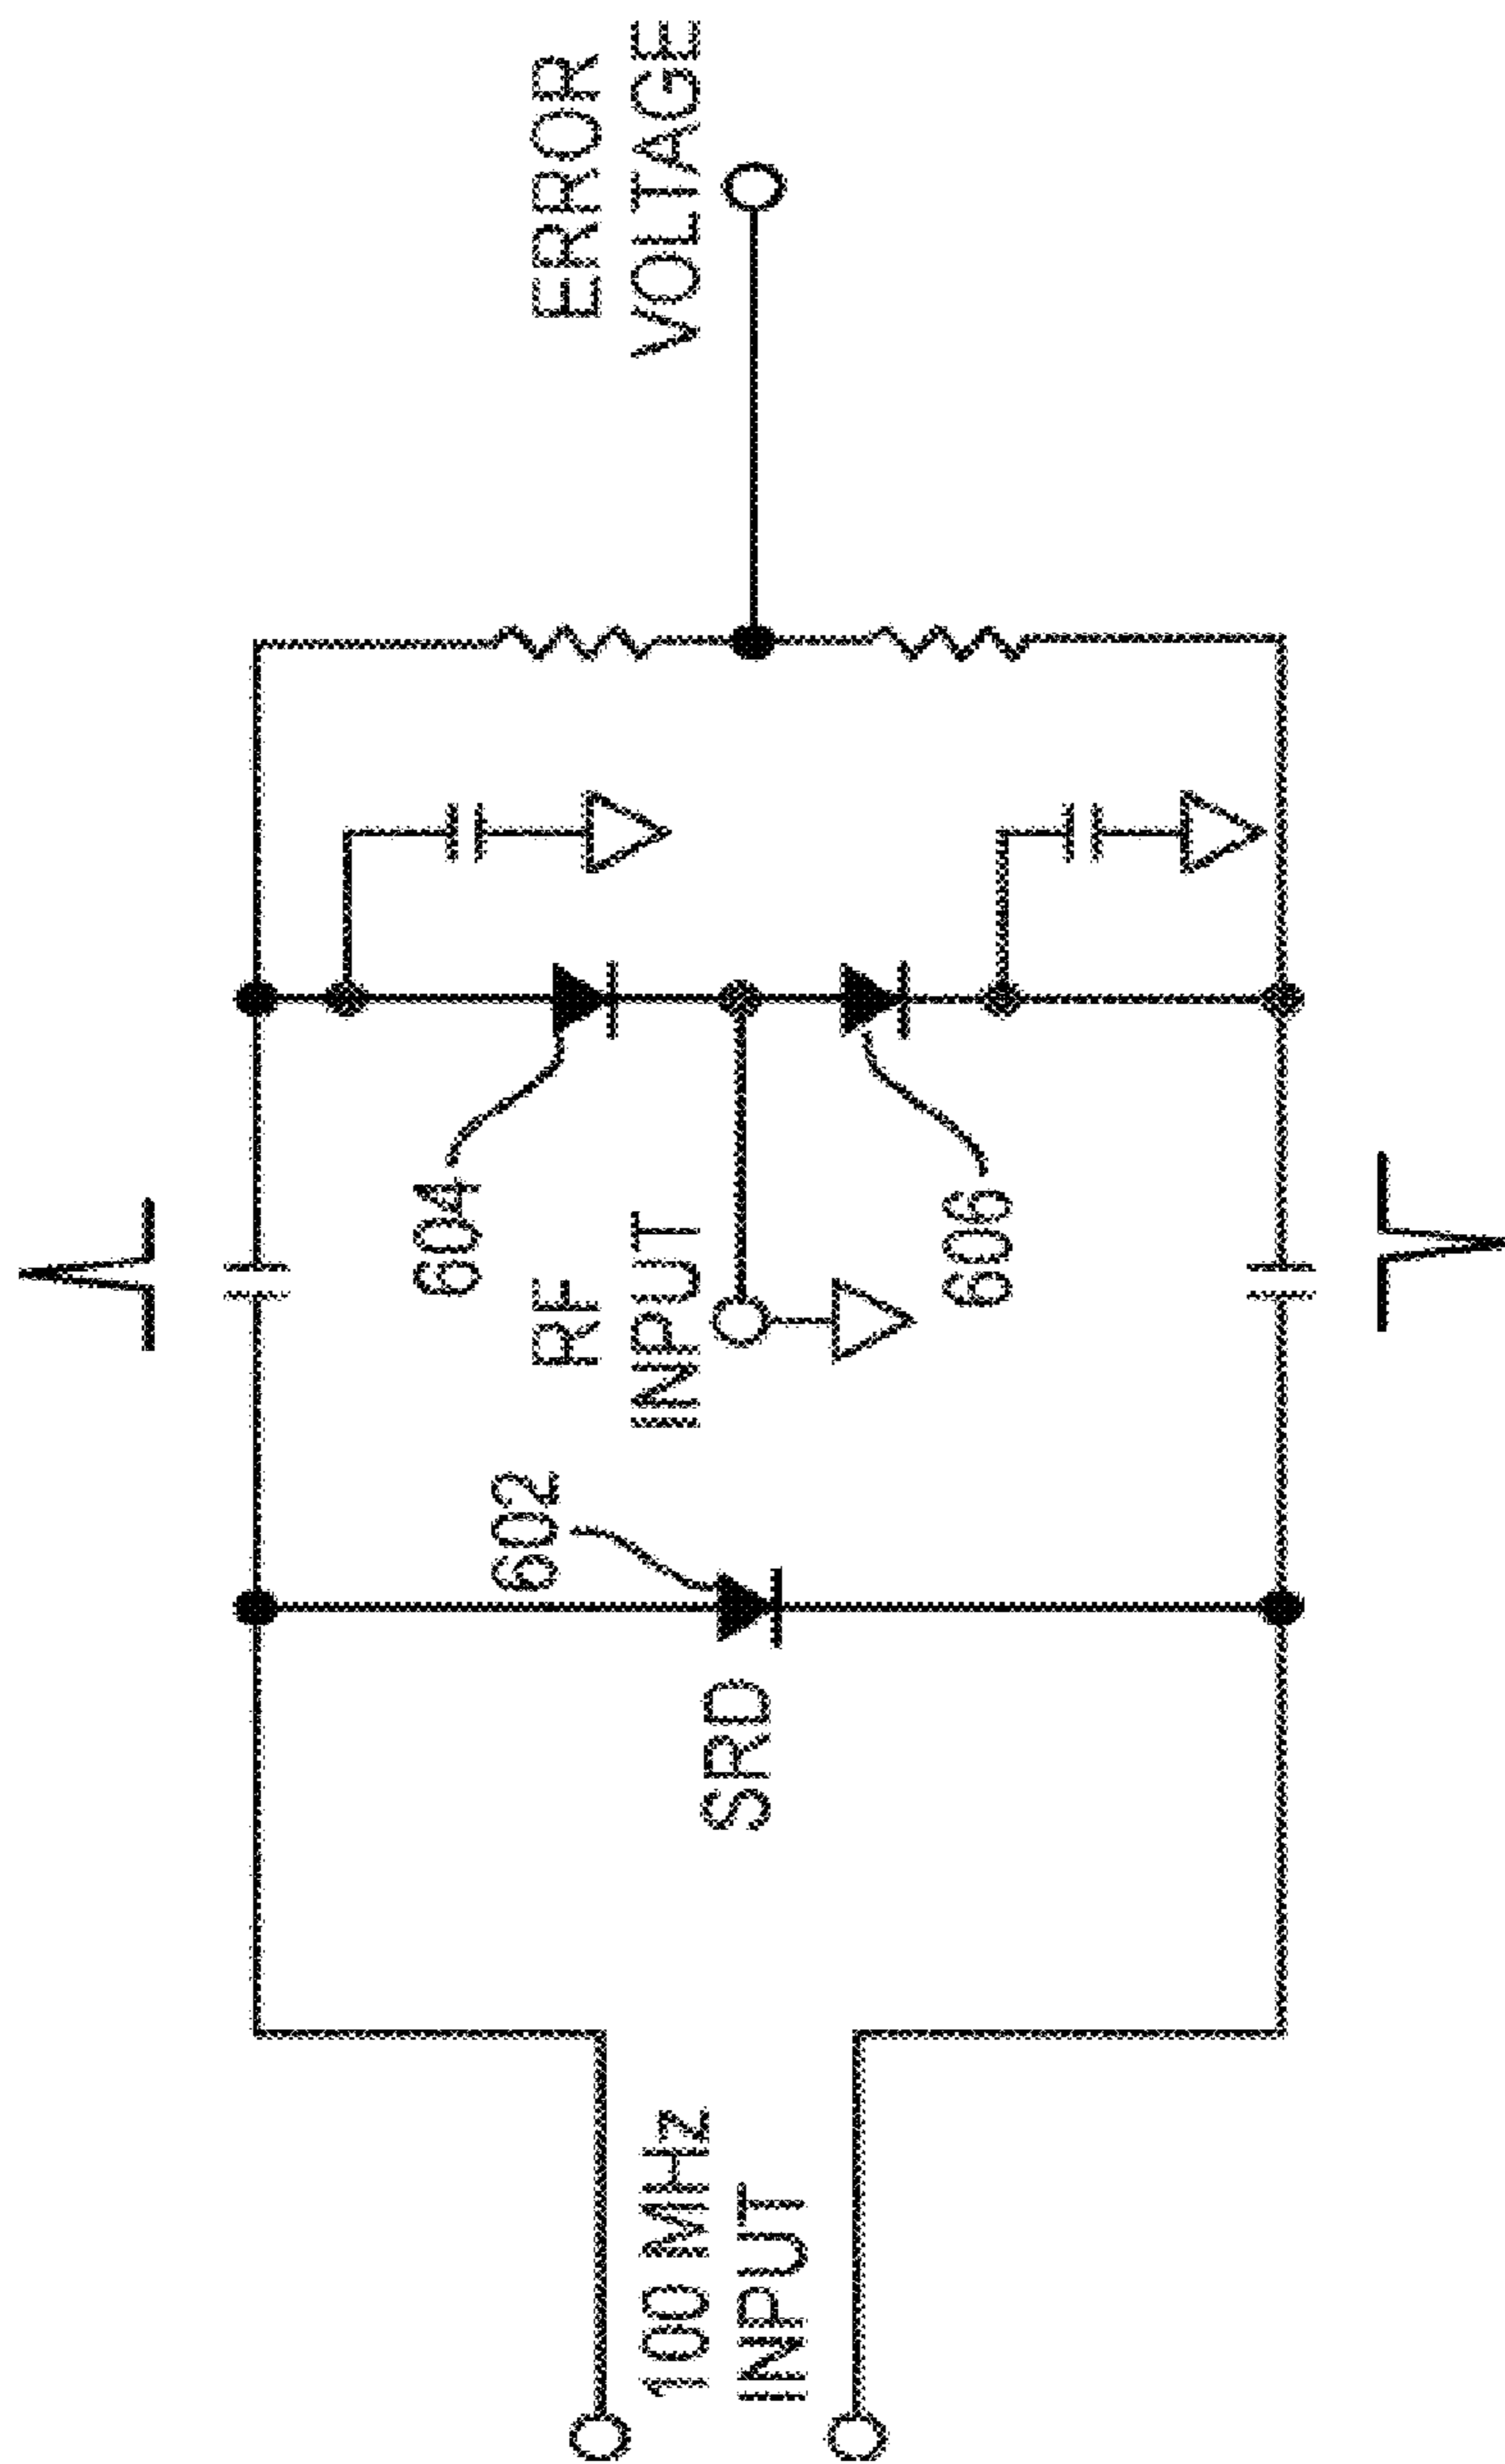 100 MHz
INPUT
SRD
602
RF
INPUT
604
606
ERROR
VOLTAGE